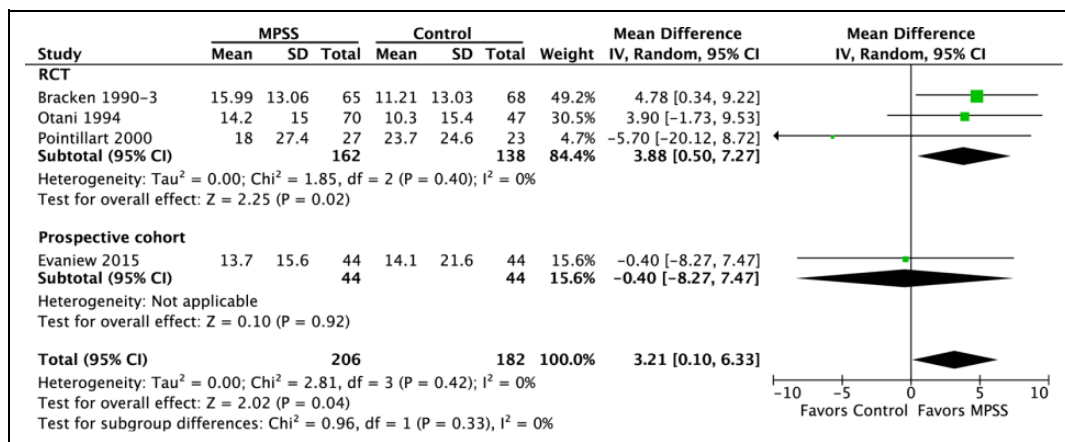 MPSS Control Mean Difference Mean Difference
Study Mean SD Total Mean SD Total Weight IV, Random, 95% CI IV, Random, 95% CI
RCT
Bracken 1990-3 15.99 13.06 65 11.21 13.03 68 49.2% 4.78 [0.34, 9.22]
Otani 1994 14.2 15 70 10.3 15.4 47 30.5% 3.90 [-1.73, 9.53]
Pointillart 2000 18 27.4 27 23.7 24.6 23 4.7% -5.70 [-20.12, 8.72]
Subtotal (95% CI) 162 138 84.4% 3.88 [0.50, 7.27]
Heterogeneity: Tau² = 0.00; Chi² = 1.85, df = 2 (P = 0.40); I² = 0%
Test for overall effect: Z = 2.25 (P = 0.02)
Prospective cohort
Evaniew 2015 13.7 15.6 44 14.1 21.6 44 15.6% -0.40 [-8.27, 7.47]
Subtotal (95% CI) 44 44 15.6% -0.40 [-8.27, 7.47]
Heterogeneity: Not applicable
Test for overall effect: Z = 0.10 (P = 0.92)
Total (95% CI) 206 182 100.0% 3.21 [0.10, 6.33]
Heterogeneity: Tau² = 0.00; Chi² = 2.81, df = 3 (P = 0.42); I² = 0%
Test for overall effect: Z = 2.02 (P = 0.04)
Test for subgroup differences: Chi² = 0.96, df = 1 (P = 0.33), I² = 0%
-10 -5 0 5 10
Favors Control Favors MPSS